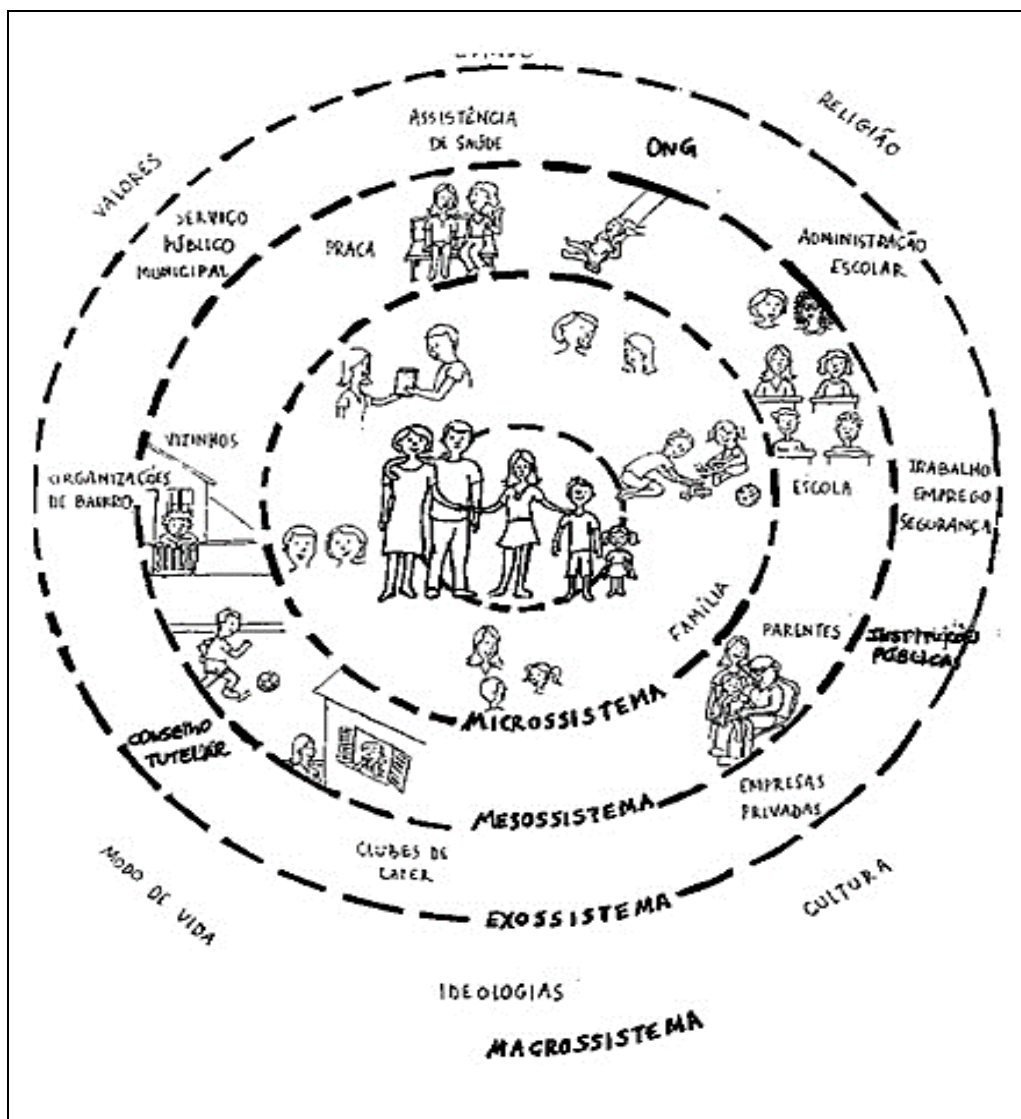 RELIGIÃO
VALORES
ASSISTÊNCIA
DE SAÚDE
ONG
SERVIÇO
PÚBLICO
MUNICIPAL
PRAÇA
ADMINISTRAÇÃO
ESCOLAR
VIZINHOS
ORGANIZAÇÕES
DE BAIRRO
ESCOLA
TRABALHO
EMPREGO
SEGURANÇA
FAMÍLIA
PARENTES
INSTITUIÇÕES
PÚBLICAS
MICROSSISTEMA
CONSELHO
TUTELAR
EMPRESAS
PRIVADAS
MESOSSISTEMA
CLUBES DE
LAZER
MODO DE VIDA
CULTURA
EXOSSISTEMA
IDEOLOGIAS
MACROSSISTEMA